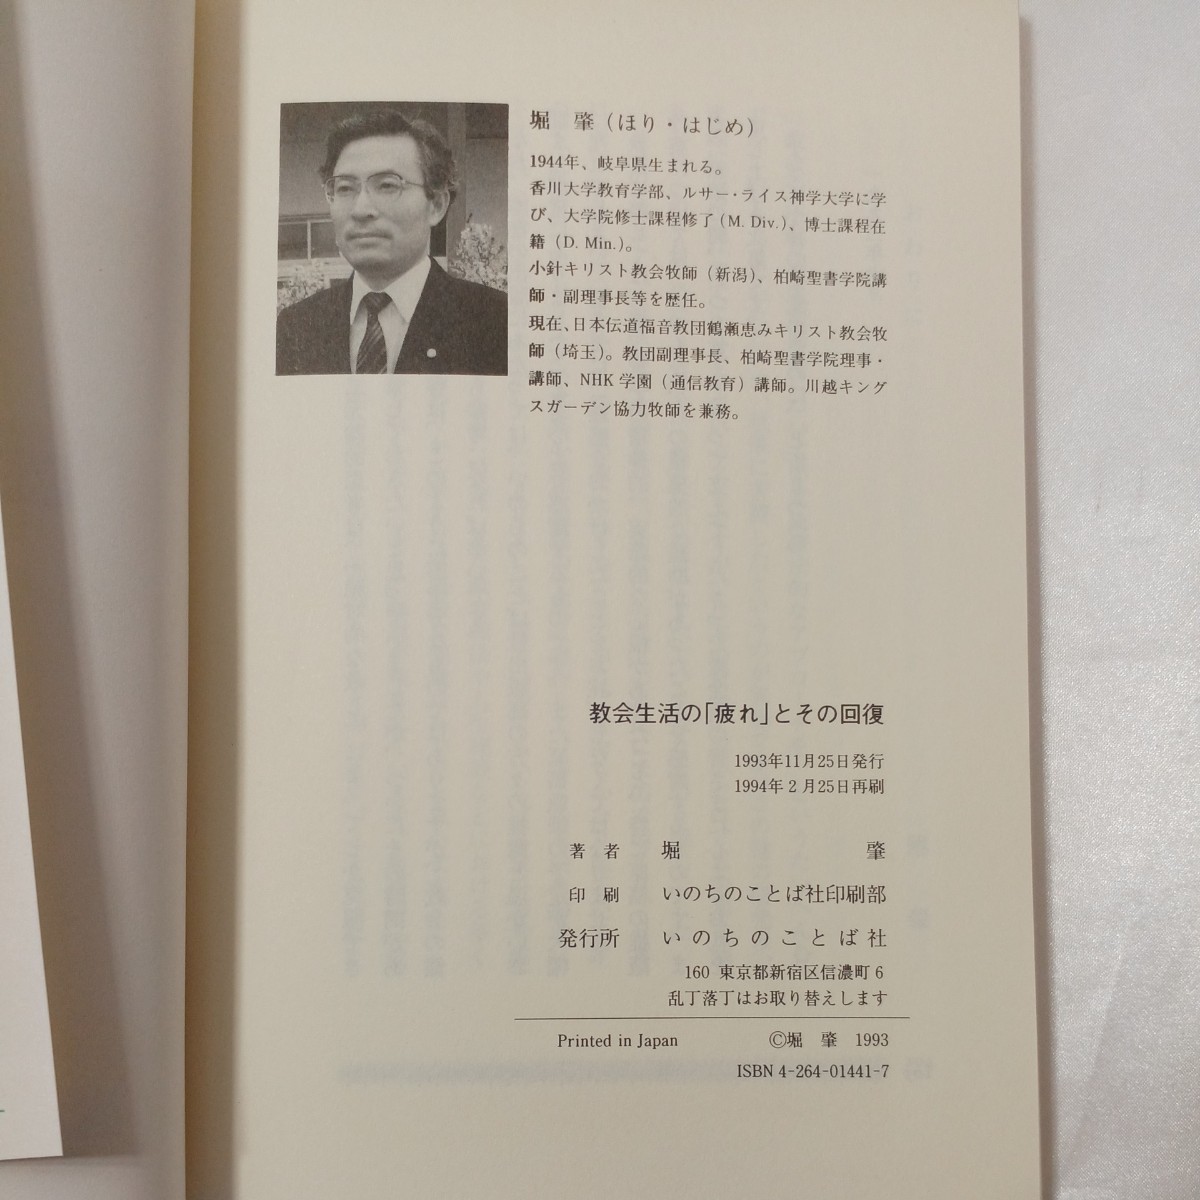 堀　肇（ほり・はじめ）
1944年、岐阜県生まれる。
香川大学教育学部、ルサー・ライス神学大学に学
び、大学院修士課程修了（M. Div.）、博士課程在
籍（D. Min.）。
小針キリスト教会牧師（新潟）、柏崎聖書学院講
師・副理事長等を歴任。
現在、日本伝道福音教団鶴瀬恵みキリスト教会牧
師（埼玉）。教団副理事長、柏崎聖書学院理事・
講師、NHK学園（通信教育）講師。川越キング
スガーデン協力牧師を兼務。
教会生活の「疲れ」とその回復
1993年11月25日発行
1994年2月25日再刷
著者　堀　肇
印刷　いのちのことば社印刷部
発行所　いのちのことば社
160 東京都新宿区信濃町6
乱丁落丁はお取り替えします
Printed in Japan　©堀　肇　1993
ISBN 4-264-01441-7